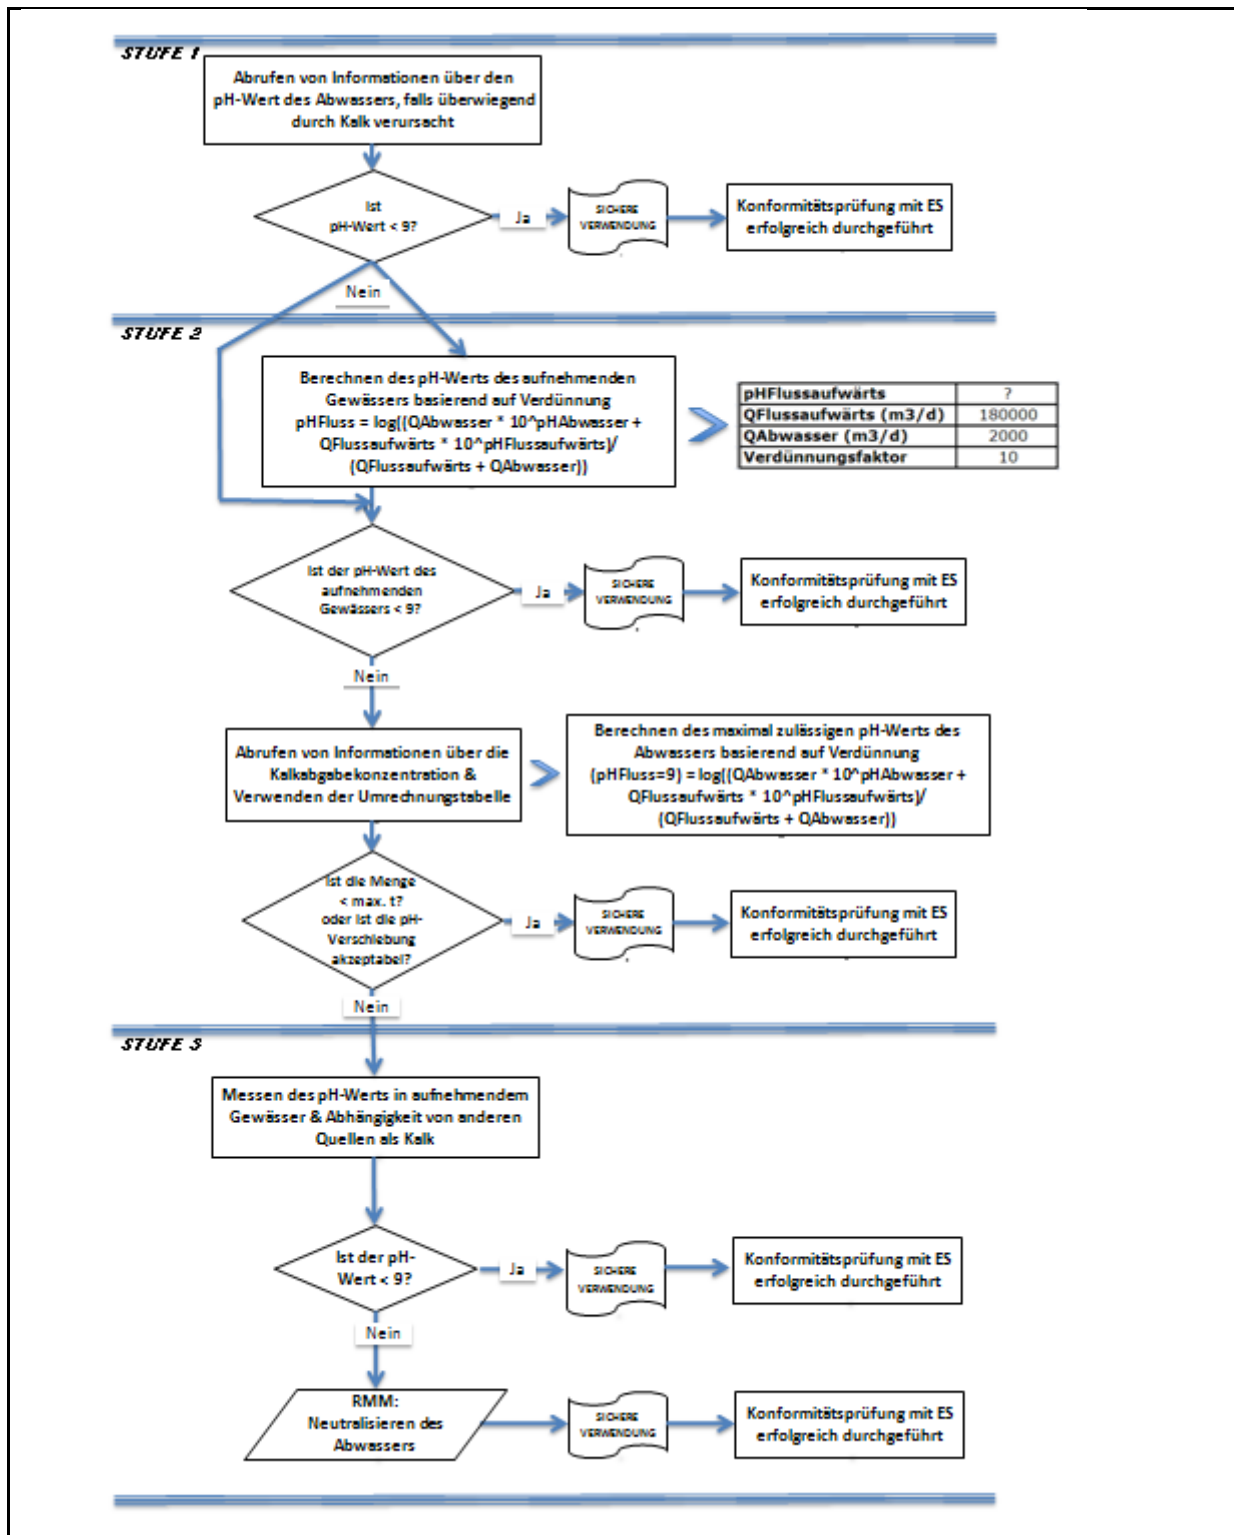 STUFE 1
Abrufen von Informationen über den
pH-Wert des Abwassers, falls überwiegend
durch Kalk verursacht
Ist
pH-Wert < 9?
Ja
SICHERE
VERWENDUNG
Konformitätsprüfung mit ES
erfolgreich durchgeführt
Nein
STUFE 2
Berechnen des pH-Werts des aufnehmenden
Gewässers basierend auf Verdünnung
pHFluss = log((QAbwasser * 10^pHAbwasser +
QFlussaufwärts * 10^pHFlussaufwärts)/
(QFlussaufwärts + QAbwasser))
pHFlussaufwärts ?
QFlussaufwärts (m3/d) 180000
QAbwasser (m3/d) 2000
Verdünnungsfaktor 10
Ist der pH-Wert des
aufnehmenden
Gewässers < 9?
Ja
SICHERE
VERWENDUNG
Konformitätsprüfung mit ES
erfolgreich durchgeführt
Nein
Abrufen von Informationen über die
Kalkabgabekonzentration &
Verwenden der Umrechnungstabelle
Berechnen des maximal zulässigen pH-Werts des
Abwassers basierend auf Verdünnung
(pHFluss=9) = log((QAbwasser * 10^pHAbwasser +
QFlussaufwärts * 10^pHFlussaufwärts)/
(QFlussaufwärts + QAbwasser))
Ist die Menge
< max. t?
oder ist die pH-
Verschiebung
akzeptabel?
Ja
SICHERE
VERWENDUNG
Konformitätsprüfung mit ES
erfolgreich durchgeführt
Nein
STUFE 3
Messen des pH-Werts in aufnehmendem
Gewässer & Abhängigkeit von anderen
Quellen als Kalk
Ist der pH-
Wert < 9?
Ja
SICHERE
VERWENDUNG
Konformitätsprüfung mit ES
erfolgreich durchgeführt
Nein
RMM:
Neutralisieren des
Abwassers
SICHERE
VERWENDUNG
Konformitätsprüfung mit ES
erfolgreich durchgeführt